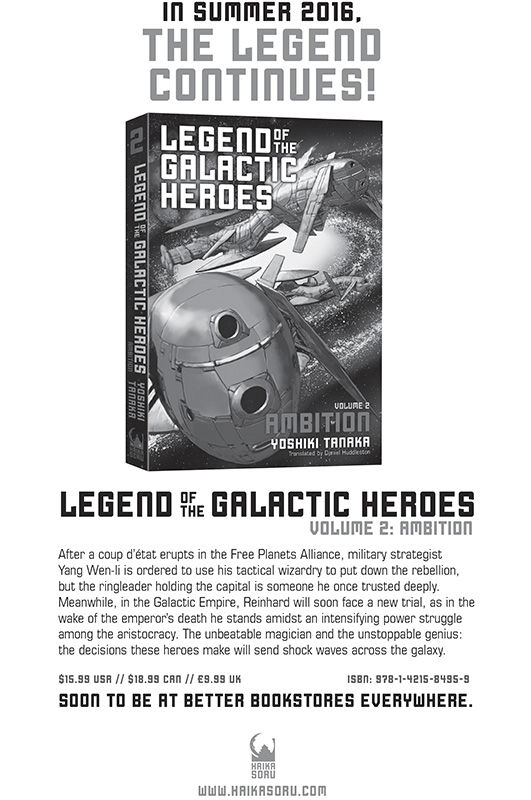 IN SUMMER 2016,
THE LEGEND
CONTINUES!
2 LEGEND OF THE GALACTIC HEROES AMBITION YOSHIKI TANAKA
LEGEND OF THE
GALACTIC
HEROES
VOLUME 2
AMBITION
YOSHIKI TANAKA
Translated by Daniel Huddleston
LEGEND OF THE GALACTIC HEROES
VOLUME 2: AMBITION
After a coup d’état erupts in the Free Planets Alliance, military strategist
Yang Wen-li is ordered to use his tactical wizardry to put down the rebellion,
but the ringleader holding the capital is someone he once trusted deeply.
Meanwhile, in the Galactic Empire, Reinhard will soon face a new trial, as in the
wake of the emperor’s death he stands amidst an intensifying power struggle
among the aristocracy. The unbeatable magician and the unstoppable genius:
the decisions these heroes make will send shock waves across the galaxy.
$15.99 USA // $18.99 CAN // £9.99 UK ISBN: 978-1-4215-8495-9
SOON TO BE AT BETTER BOOKSTORES EVERYWHERE.
HAIKA
SORU
WWW.HAIKASORU.COM